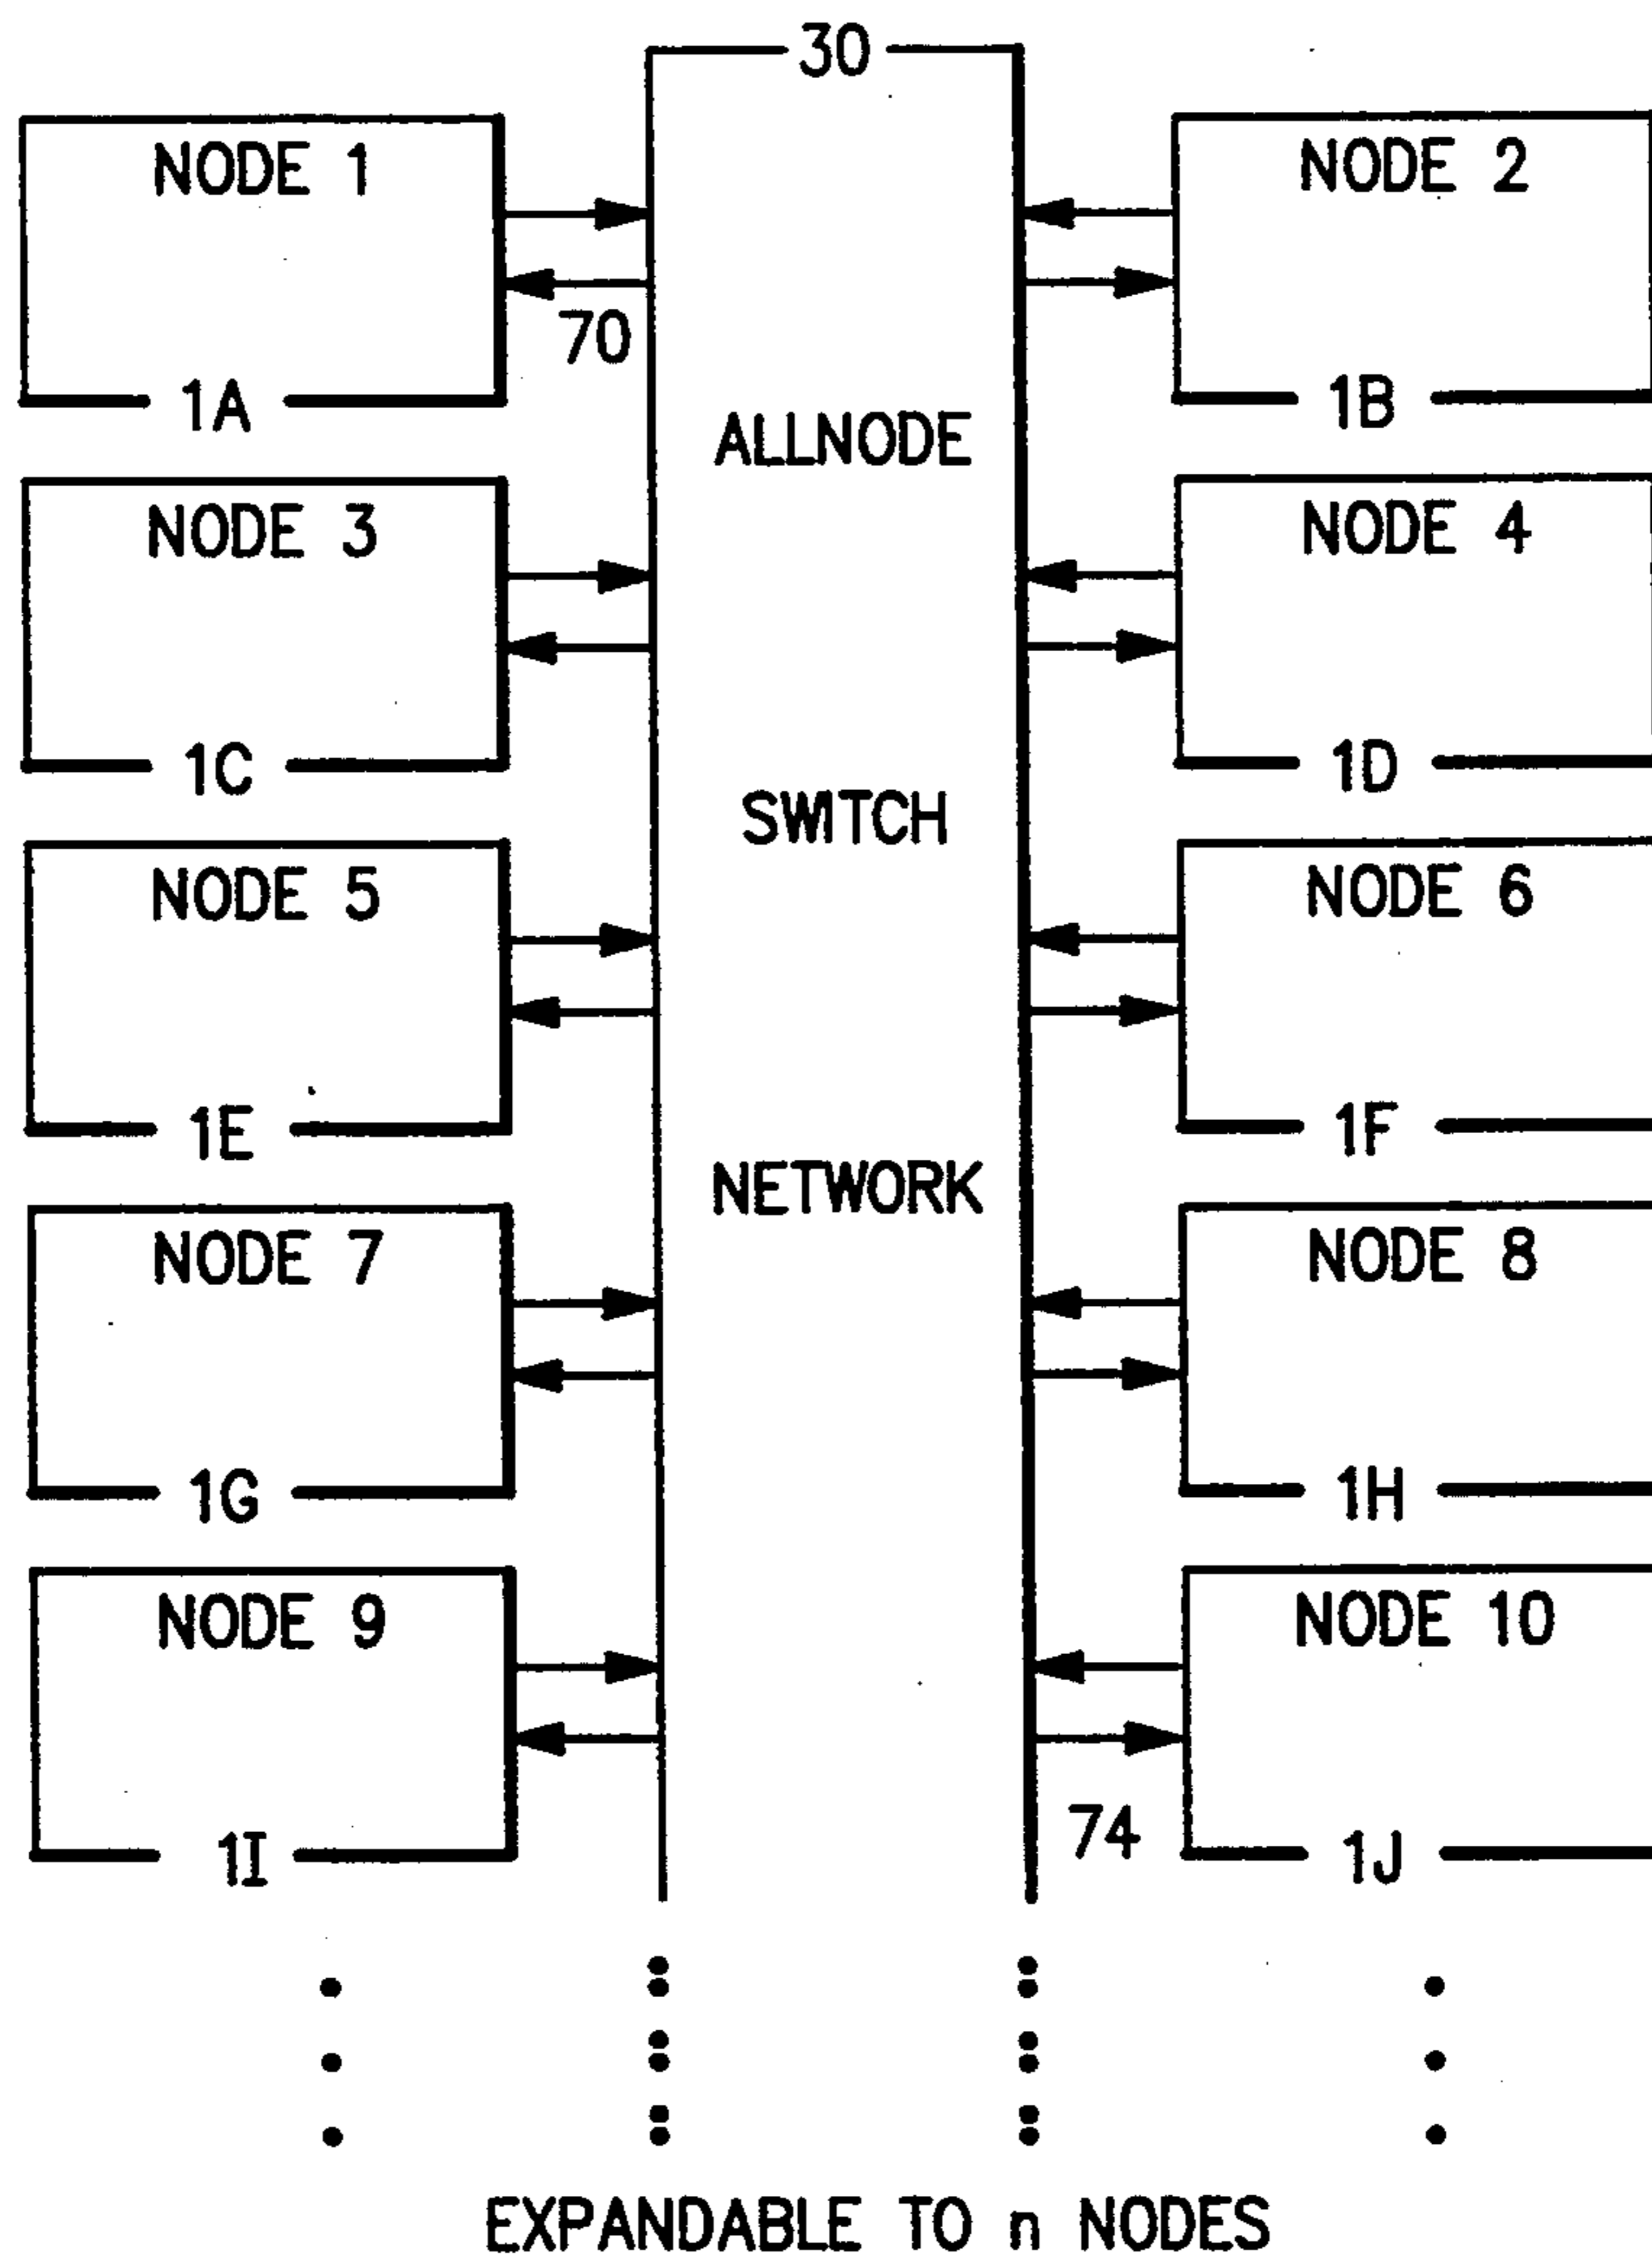 30
NODE 1
NODE 2
70
1A
1B
ALLNODE
NODE 3
NODE 4
1C
1D
SWITCH
NODE 5
NODE 6
1E
1F
NETWORK
NODE 7
NODE 8
1G
1H
NODE 9
NODE 10
74
1I
1J
EXPANDABLE TO n NODES